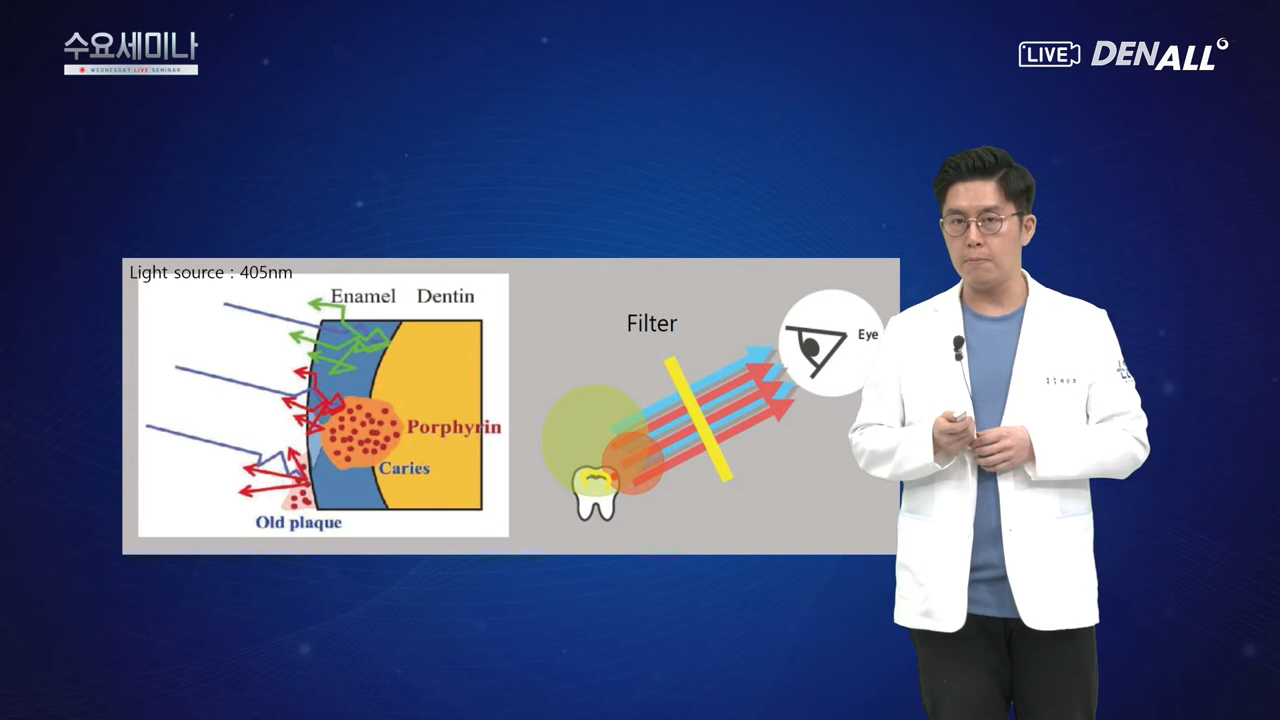 수요세미나
WEDNESDAY LIVE SEMINAR
LIVE DENALL
Light source : 405nm
Enamel Dentin
Porphyrin
Caries
Old plaque
Filter
Eye